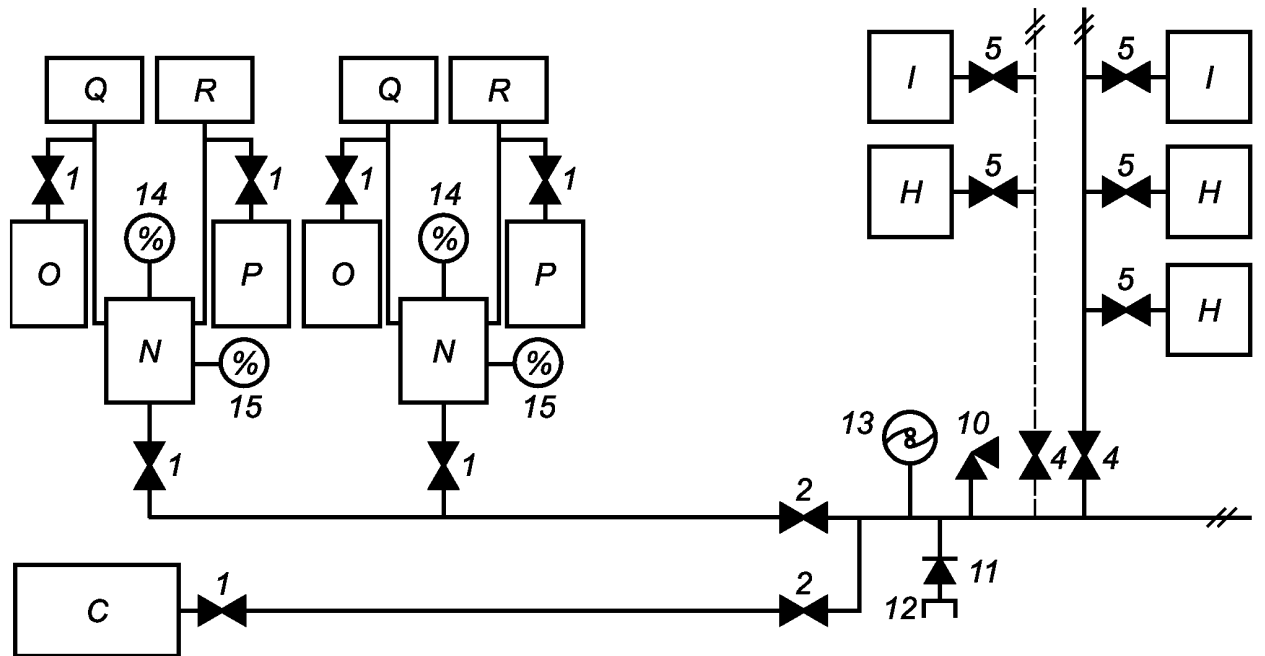 Q R Q R
5 5
I I
1 1 1 1
14 14
5 5
H H
O P O P
5
N 15 N 15
H
13 10
1 1 4 4
2
C 1 2 11
12
% % % %